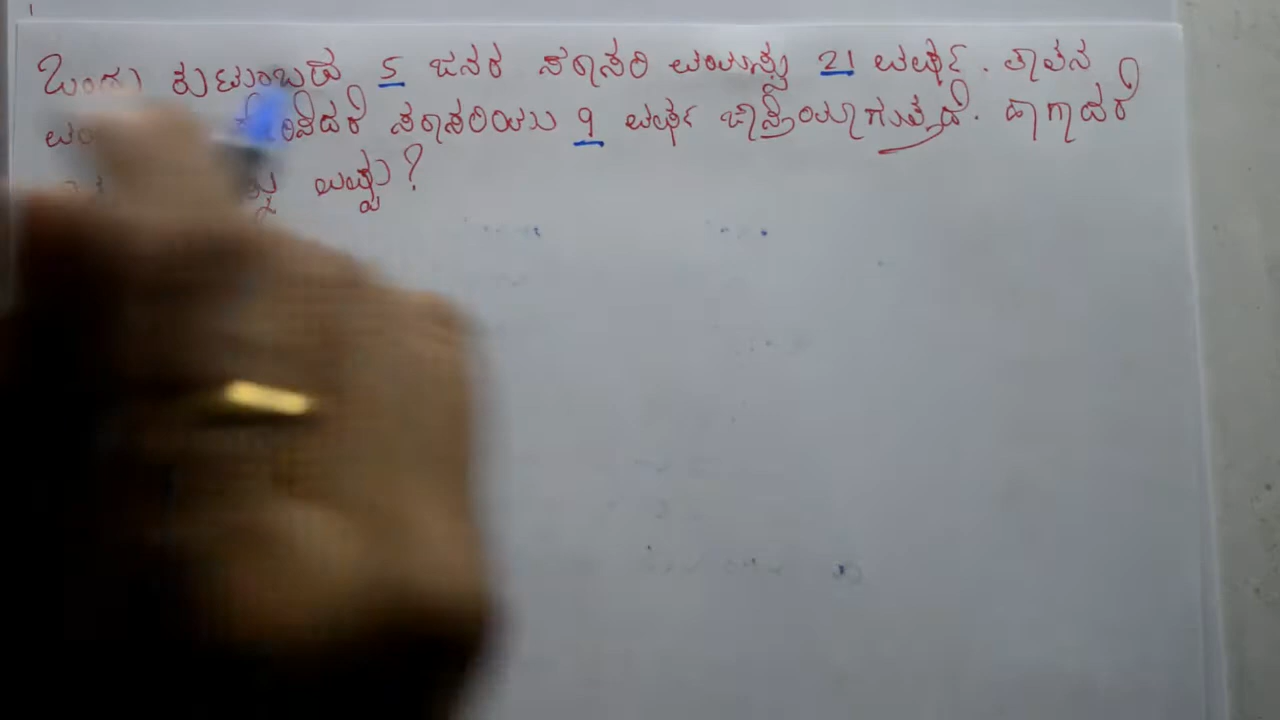 ಒಂದು ಕುಟುಂಬದ 5 ಜನರ ಸರಾಸರಿ ವಯಸ್ಸು 21 ವರ್ಷ. ತಾತನ
ಸರಾಸರಿಯು 9 ವರ್ಷ ಜಾಸ್ತಿಯಾಗುತ್ತದೆ. ಹಾಗಾದರೆ
ಎಷ್ಟು?